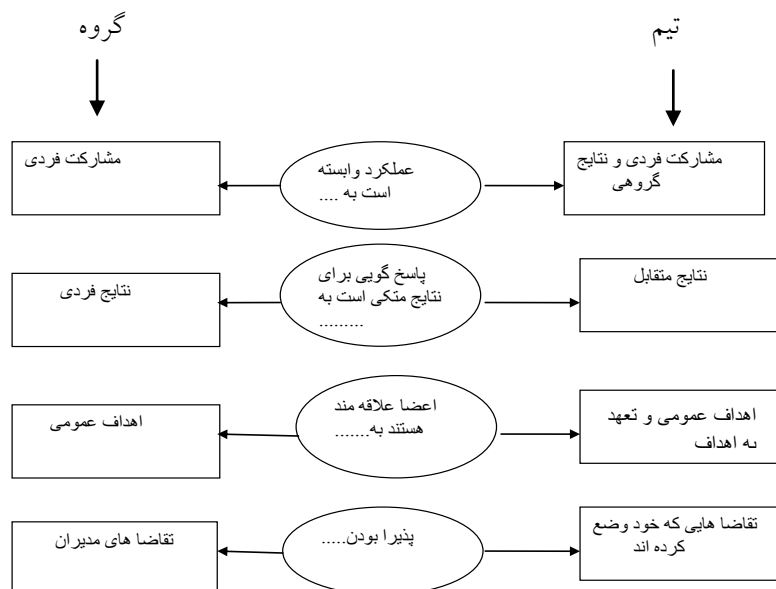 تیم
گروه
مشارکت فردی و نتایج
گروهی
عملکرد وابسته
است به ....
مشارکت فردی
نتایج متقابل
پاسخ گویی برای
نتایج متکی است به
.........
نتایج فردی
اهداف عمومی و تعهد
به اهداف
اعضا علاقه مند
هستند به.......
اهداف عمومی
تقاضا هایی که خود وضع
کرده اند
پذیرا بودن.....
تقاضا های مدیران